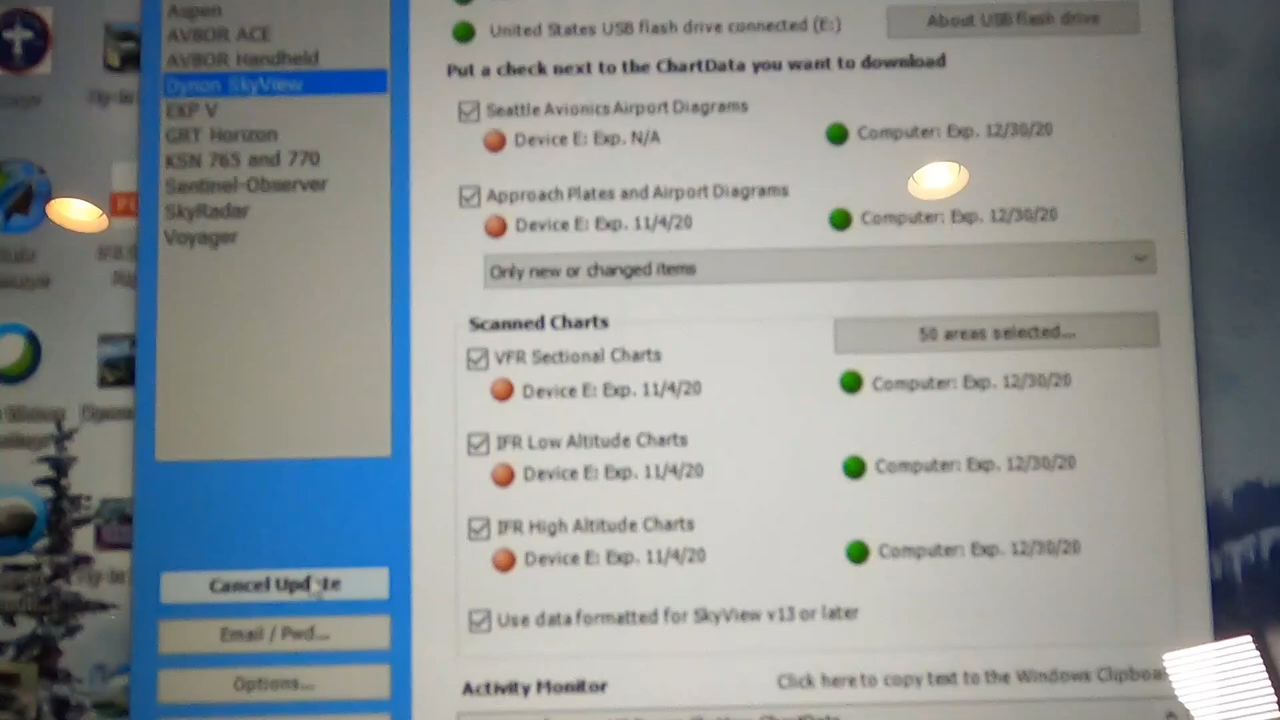 Aspen
AV8OR ACE
AV8OR Handheld
Dynon SkyView
EXP V
GRT Horizon
KSN 765 and 770
Sentinel-Observer
SkyRadar
Voyager
Cancel Update
Email / Pwd...
Options...
United States USB flash drive connected (E:)
About USB flash drive
Put a check next to the ChartData you want to download
Seattle Avionics Airport Diagrams
Device E: Exp. N/A
Computer: Exp. 12/30/20
Approach Plates and Airport Diagrams
Device E: Exp. 11/4/20
Computer: Exp. 12/30/20
Only new or changed items
Scanned Charts
50 areas selected...
VFR Sectional Charts
Device E: Exp. 11/4/20
Computer: Exp. 12/30/20
IFR Low Altitude Charts
Device E: Exp. 11/4/20
Computer: Exp. 12/30/20
IFR High Altitude Charts
Device E: Exp. 11/4/20
Computer: Exp. 12/30/20
Use data formatted for SkyView v13 or later
Activity Monitor
Click here to copy text to the Windows Clipboa